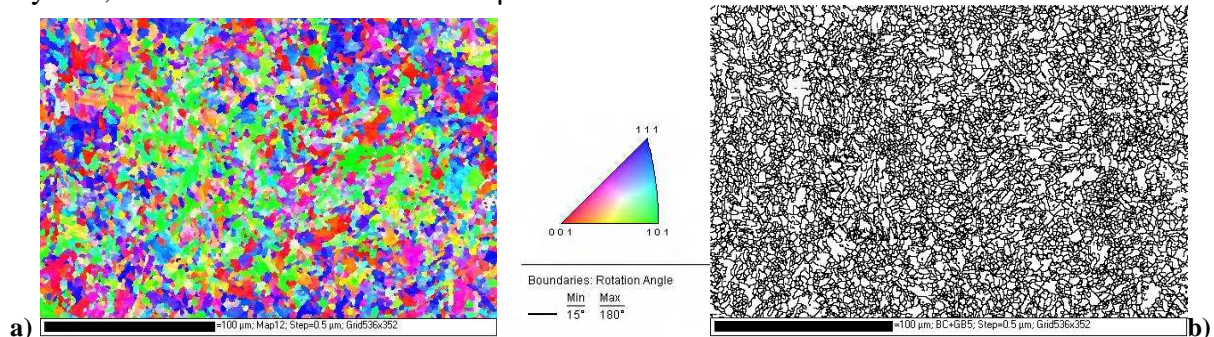 a)
=100 µm; Map12; Step=0.5 µm; Grid536x352
111
001
101
Boundaries: Rotation Angle
Min Max
15° 180°
=100 µm; BC+GB5; Step=0.5 µm; Grid536x352
b)